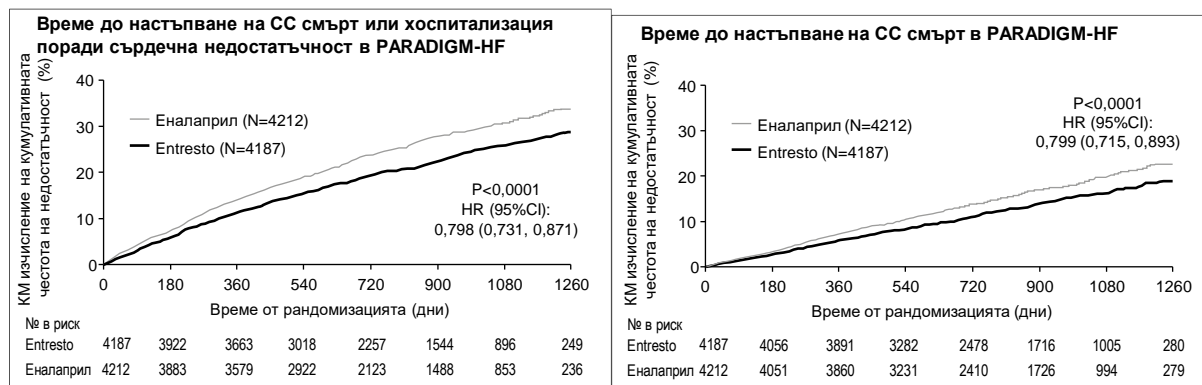 Време до настъпване на СС смърт или хоспитализация
поради сърдечна недостатъчност в PARADIGM-HF
КМ изчисление на кумулативната
честота на недостатъчност (%)
40
30
20
10
0
Еналаприл (N=4212)
Entresto (N=4187)
P<0,0001
HR (95%CI):
0,798 (0,731, 0,871)
0 180 360 540 720 900 1080 1260
Време от рандомизацията (дни)
№ в риск
Entresto 4187 3922 3663 3018 2257 1544 896 249
Еналаприл 4212 3883 3579 2922 2123 1488 853 236
Време до настъпване на СС смърт в PARADIGM-HF
КМ изчисление на кумулативната
честота на недостатъчност (%)
40
30
20
10
0
Еналаприл (N=4212)
Entresto (N=4187)
P<0,0001
HR (95%CI):
0,799 (0,715, 0,893)
0 180 360 540 720 900 1080 1260
Време от рандомизацията (дни)
№ в риск
Entresto 4187 4056 3891 3282 2478 1716 1005 280
Еналаприл 4212 4051 3860 3231 2410 1726 994 279